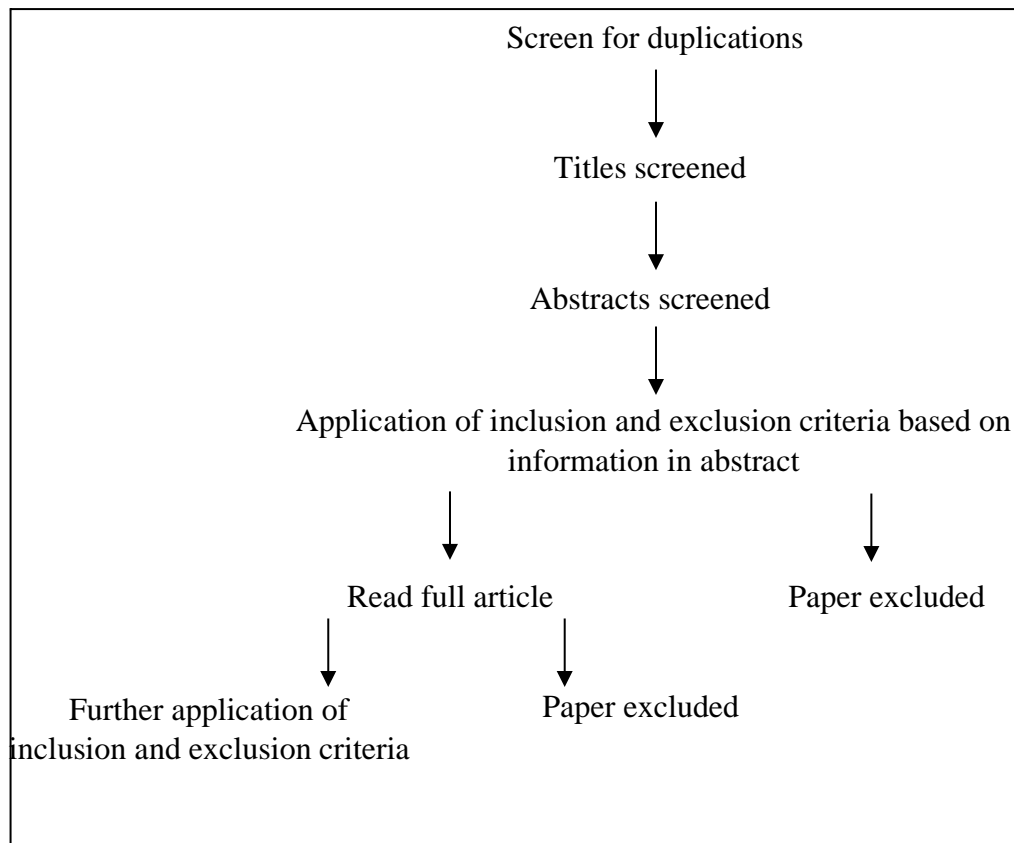 Screen for duplications
Titles screened
Abstracts screened
Application of inclusion and exclusion criteria based on
information in abstract
Read full article
Paper excluded
Further application of
inclusion and exclusion criteria
Paper excluded